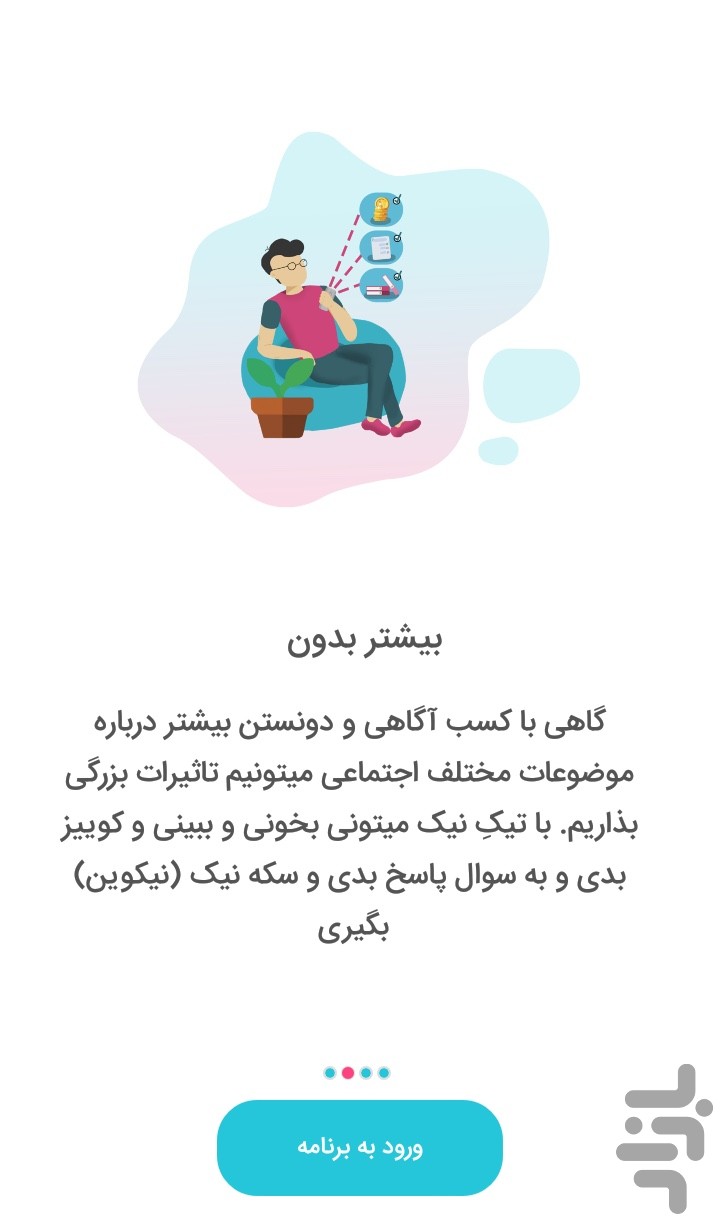 بیشتر بدون
گاهی با کسب آگاهی و دونستن بیشتر درباره
موضوعات مختلف اجتماعی میتونیم تاثیرات بزرگی
بذاریم. با تیکِ نیک میتونی بخونی و ببینی و کوییز
بدی و به سوال پاسخ بدی و سکه نیک (نیکوین)
بگیری
ورود به برنامه
بازار